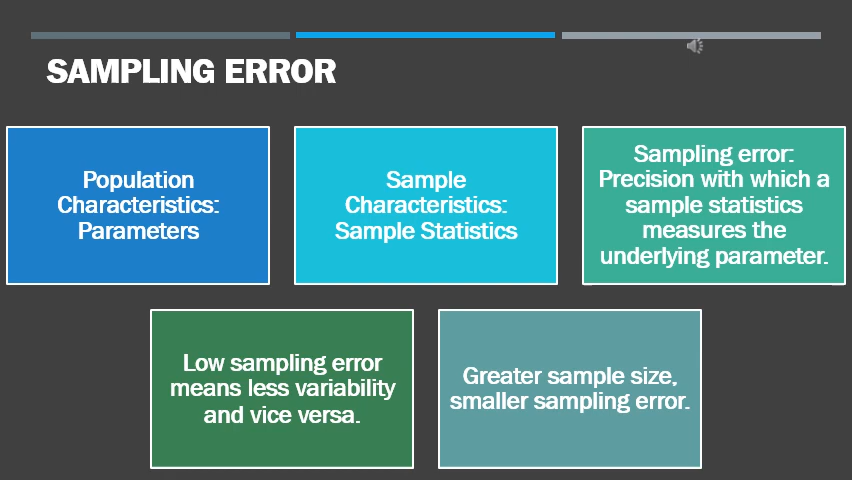 SAMPLING ERROR
Population
Characteristics:
Parameters
Sample
Characteristics:
Sample Statistics
Sampling error:
Precision with which a
sample statistics
measures the
underlying parameter.
Low sampling error
means less variability
and vice versa.
Greater sample size,
smaller sampling error.